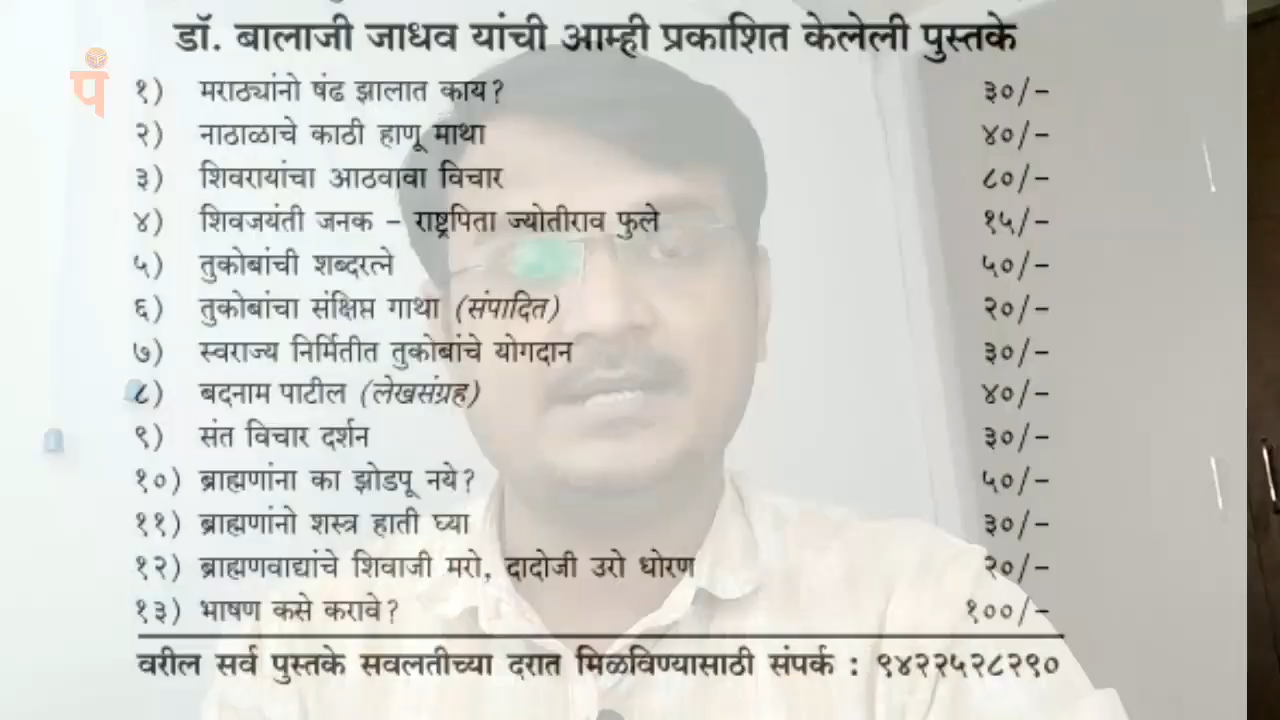 डॉ. बालाजी जाधव यांची आम्ही प्रकाशित केलेली पुस्तके
पं
१) मराठ्यांनो षंढ झालात काय? ३०/-
२) नाठाळाचे काठी हाणू माथा ४०/-
३) शिवरायांचा आठवावा विचार ८०/-
४) शिवजयंती जनक - राष्ट्रपिता ज्योतीराव फुले १५/-
५) तुकोबांची शब्दरत्ने ५०/-
६) तुकोबांचा संक्षिप्त गाथा (संपादित) २०/-
७) स्वराज्य निर्मितीत तुकोबांचे योगदान ३०/-
८) बदनाम पाटील (लेखसंग्रह) ४०/-
९) संत विचार दर्शन ३०/-
१०) ब्राह्मणांना का झोडपू नये? ५०/-
११) ब्राह्मणांनो शस्त्र हाती घ्या ३०/-
१२) ब्राह्मणवाद्यांचे शिवाजी मरो, दादोजी उरो धोरण २०/-
१३) भाषण कसे करावे? १००/-
वरील सर्व पुस्तके सवलतीच्या दरात मिळविण्यासाठी संपर्क : ९४२२५२८२९०